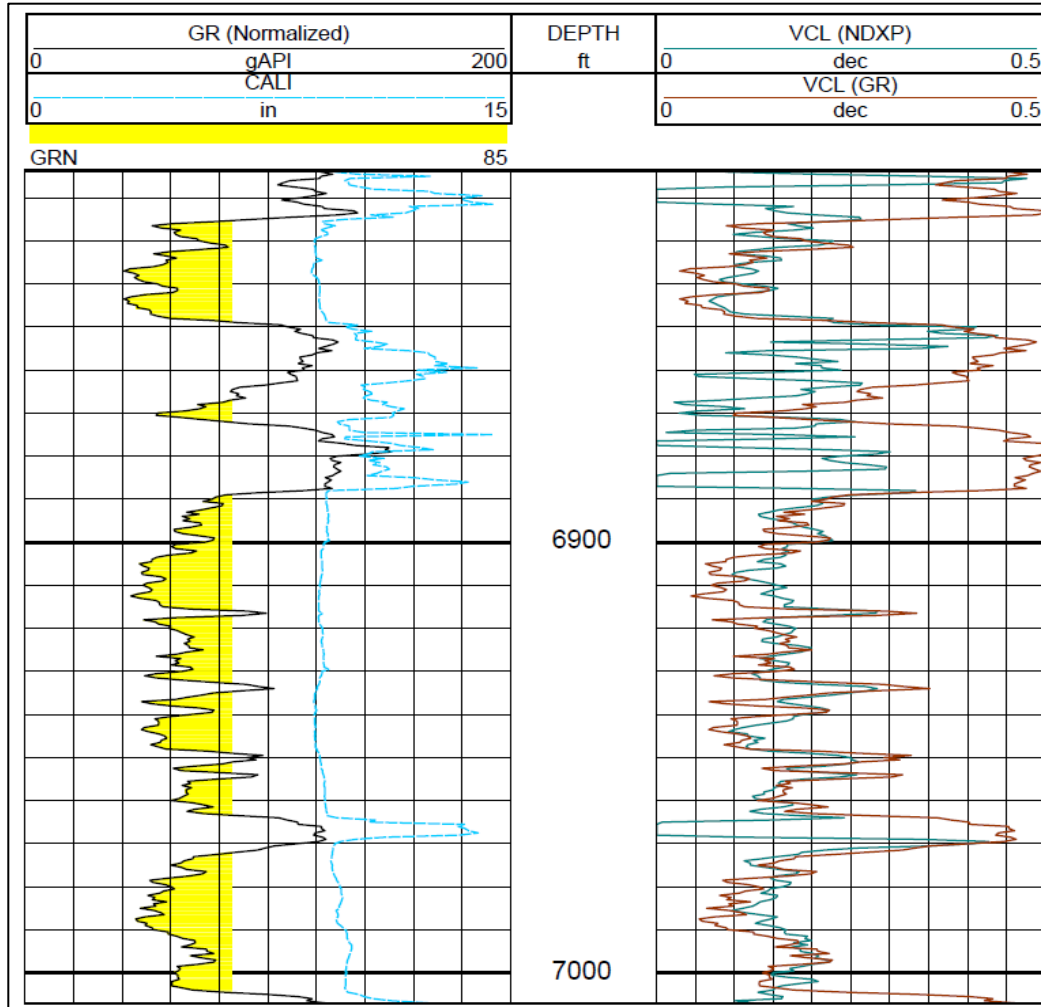 GR (Normalized) DEPTH VCL (NDXP)
0 gAPI 200 ft 0 dec 0.5
CALI VCL (GR)
0 in 15 0 dec 0.5
GRN 85
6900
7000